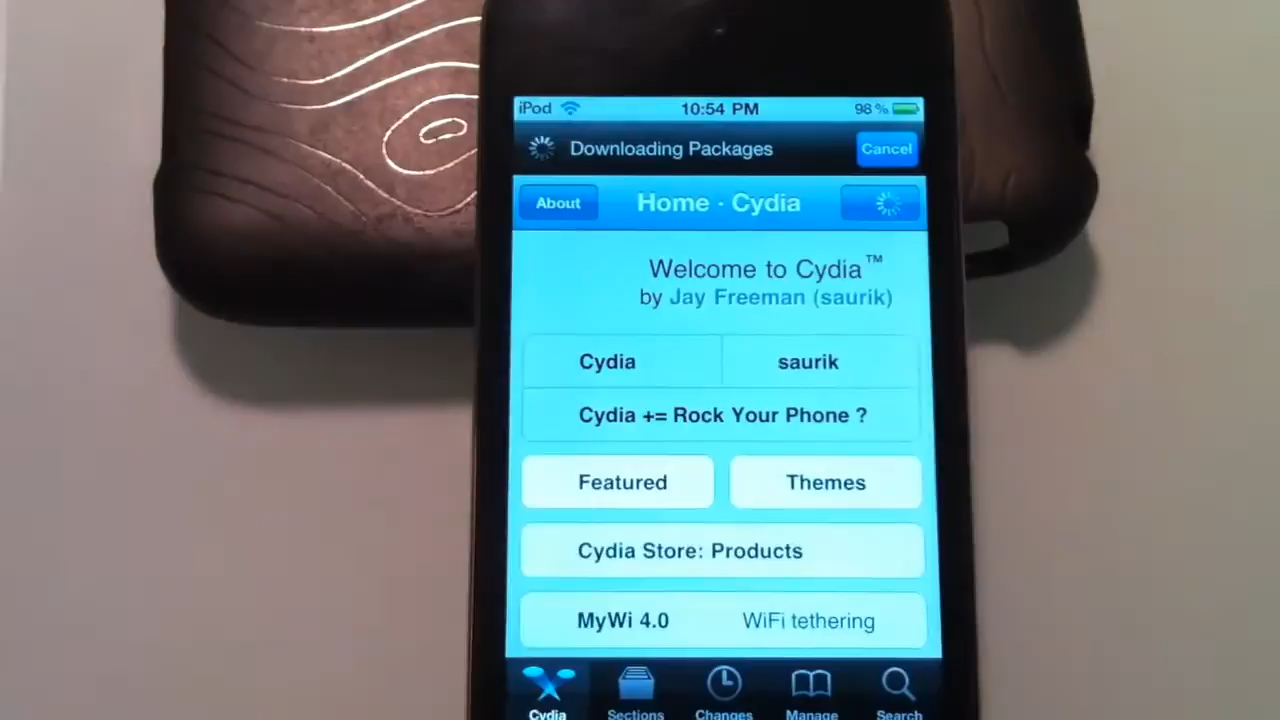 iPod 10:54 PM 98 %
Downloading Packages Cancel
About Home · Cydia
Welcome to Cydia™
by Jay Freeman (saurik)
Cydia saurik
Cydia += Rock Your Phone ?
Featured Themes
Cydia Store: Products
MyWi 4.0 WiFi tethering
Cydia Sections Changes Manage Search